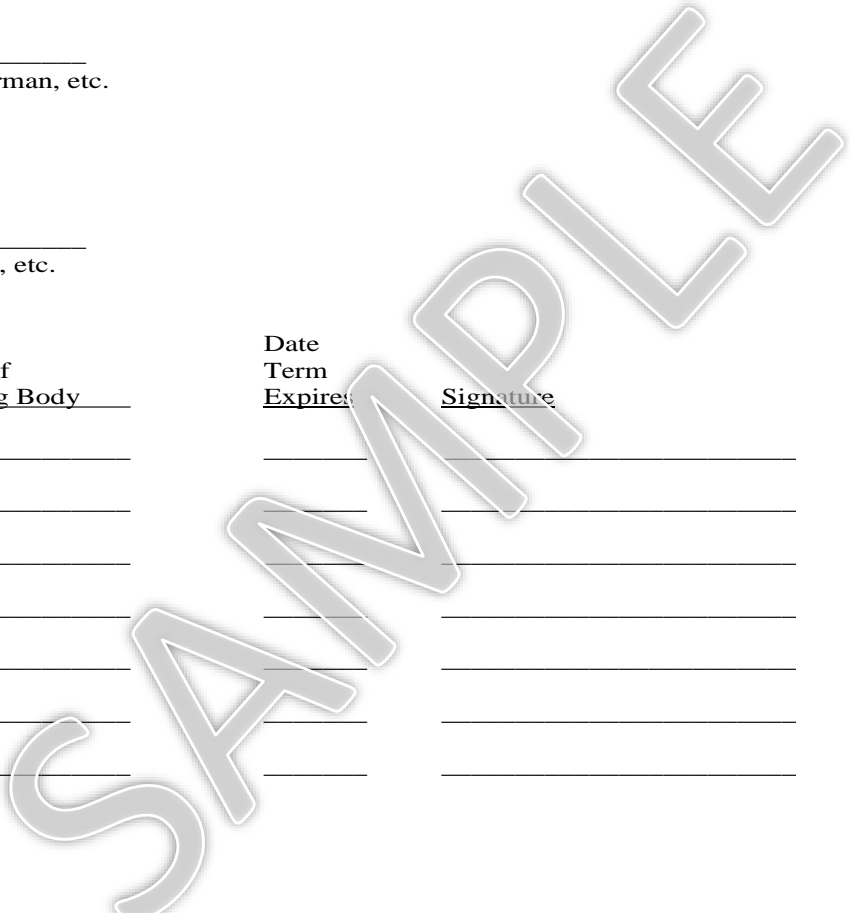 rman, etc.
, etc.
Date
f Term
g Body Expires Signature
SAMPLE